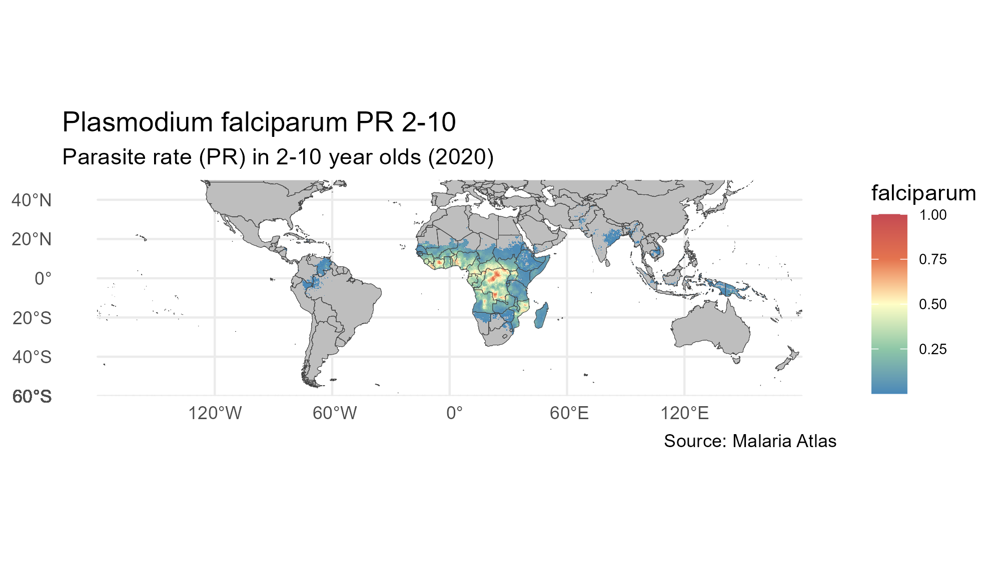 Plasmodium falciparum PR 2-10
Parasite rate (PR) in 2-10 year olds (2020)
40°N
20°N
0°
20°S
40°S
60°S
120°W 60°W 0° 60°E 120°E
falciparum
1.00
0.75
0.50
0.25
Source: Malaria Atlas